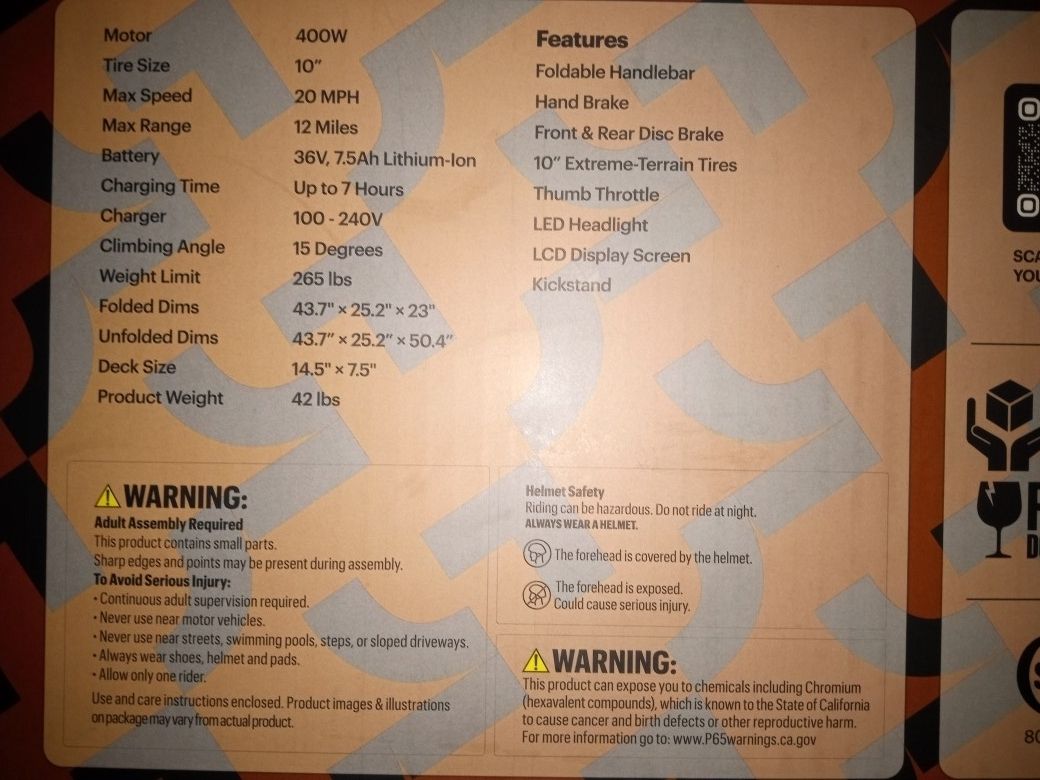 Motor 400W
Tire Size 10"
Max Speed 20 MPH
Max Range 12 Miles
Battery 36V, 7.5Ah Lithium-Ion
Charging Time Up to 7 Hours
Charger 100 - 240V
Climbing Angle 15 Degrees
Weight Limit 265 lbs
Folded Dims 43.7" × 25.2" × 23"
Unfolded Dims 43.7" × 25.2" × 50.4"
Deck Size 14.5" × 7.5"
Product Weight 42 lbs
Features
Foldable Handlebar
Hand Brake
Front & Rear Disc Brake
10" Extreme-Terrain Tires
Thumb Throttle
LED Headlight
LCD Display Screen
Kickstand
WARNING:
Adult Assembly Required
This product contains small parts.
Sharp edges and points may be present during assembly.
To Avoid Serious Injury:
• Continuous adult supervision required.
• Never use near motor vehicles.
• Never use near streets, swimming pools, steps, or sloped driveways.
• Always wear shoes, helmet and pads.
• Allow only one rider.
Use and care instructions enclosed. Product images & illustrations
on package may vary from actual product.
Helmet Safety
Riding can be hazardous. Do not ride at night.
ALWAYS WEAR A HELMET.
The forehead is covered by the helmet.
The forehead is exposed.
Could cause serious injury.
WARNING:
This product can expose you to chemicals including Chromium
(hexavalent compounds), which is known to the State of California
to cause cancer and birth defects or other reproductive harm.
For more information go to: www.P65warnings.ca.gov